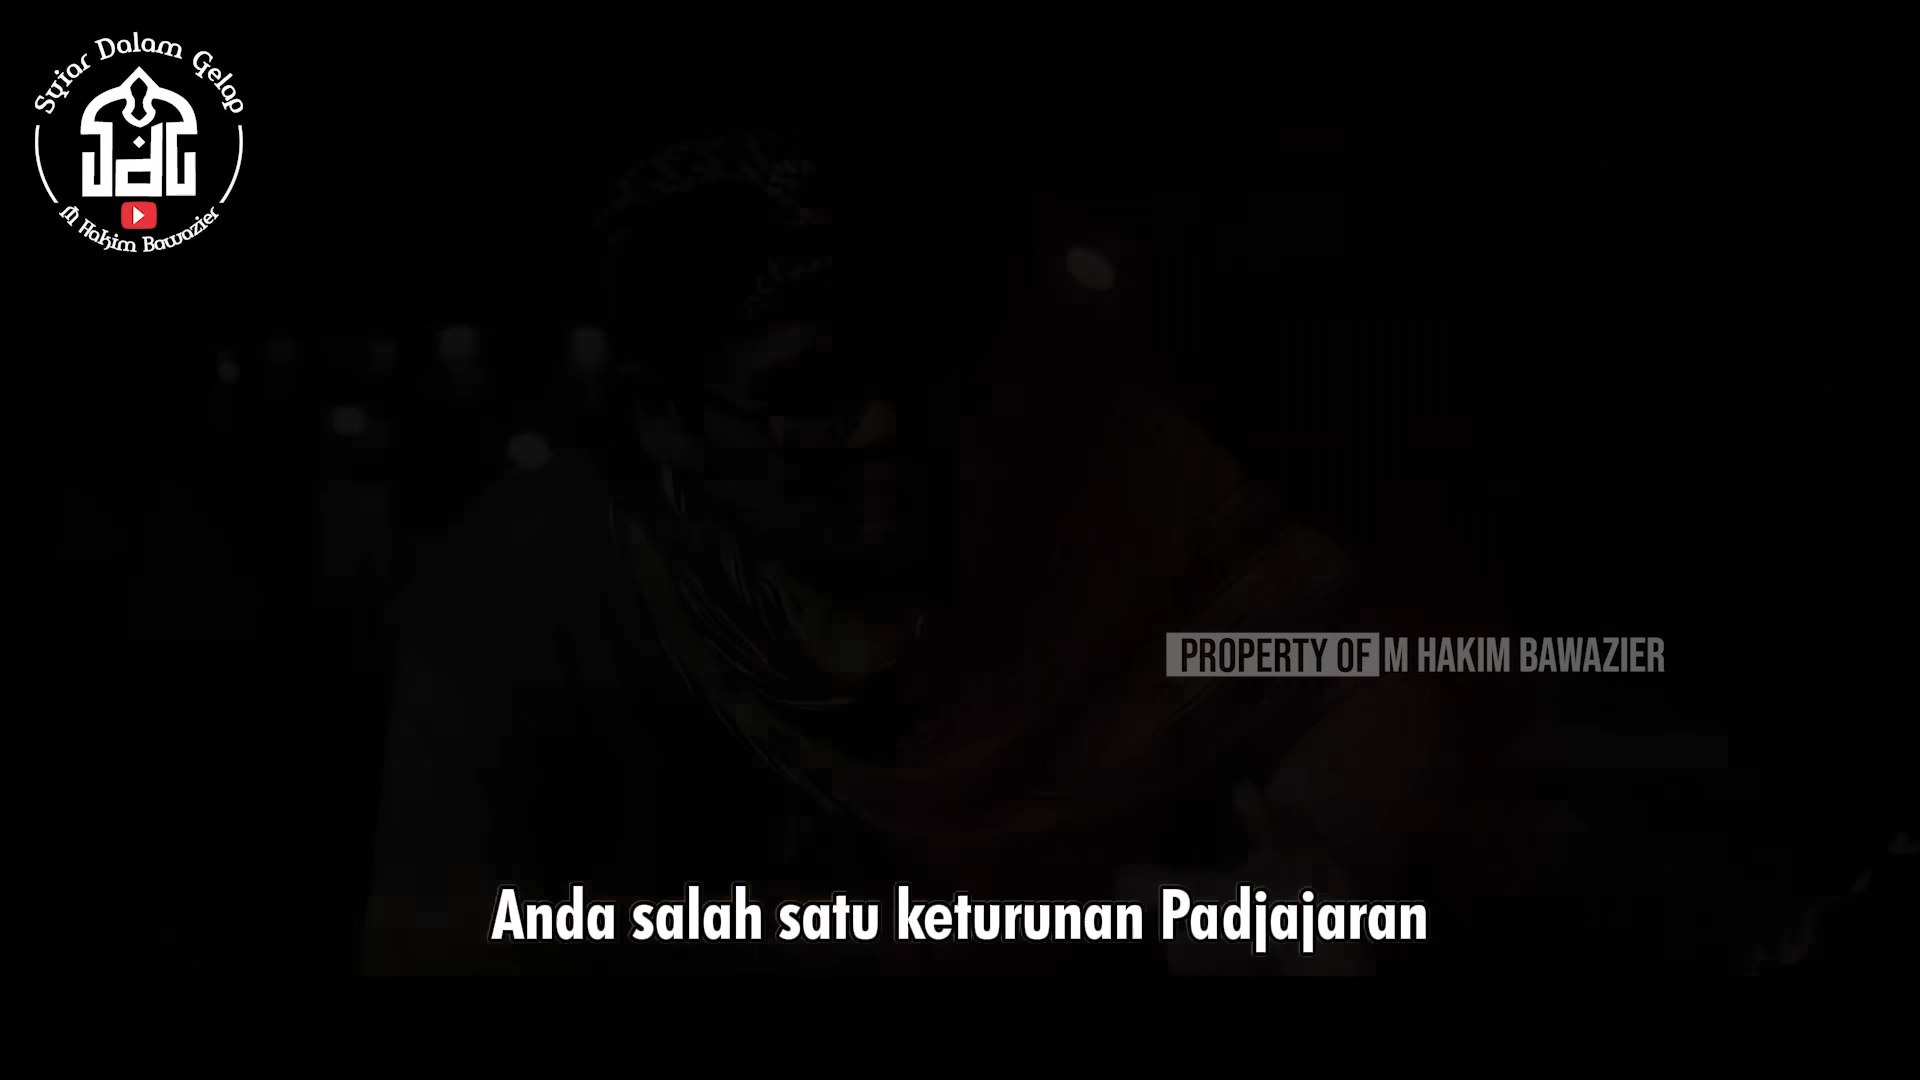 Syiar Dalam Gelap
M Hakim Bawazier
PROPERTY OF M HAKIM BAWAZIER
Anda salah satu keturunan Padjajaran